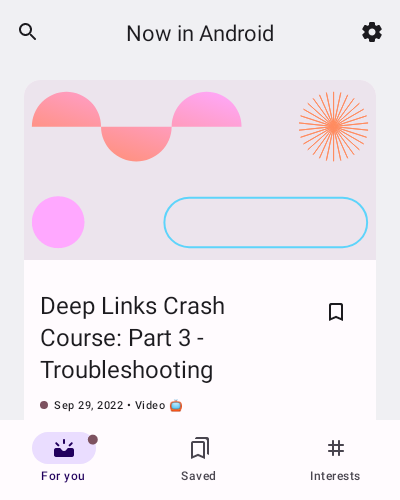 Now in Android
Deep Links Crash
Course: Part 3 -
Troubleshooting
Sep 29, 2022 • Video 🤖
For you
Saved
Interests